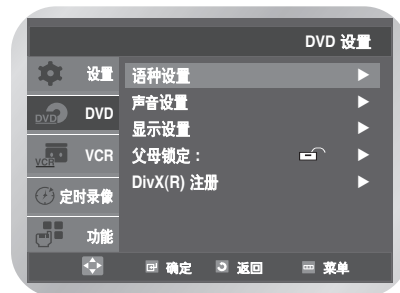 DVD 设置
设置
语种设置
声音设置
DVD
DVD
显示设置
VCR
VCR
父母锁定 :
DivX(R) 注册
定时录像
功能
确定 返回 菜单